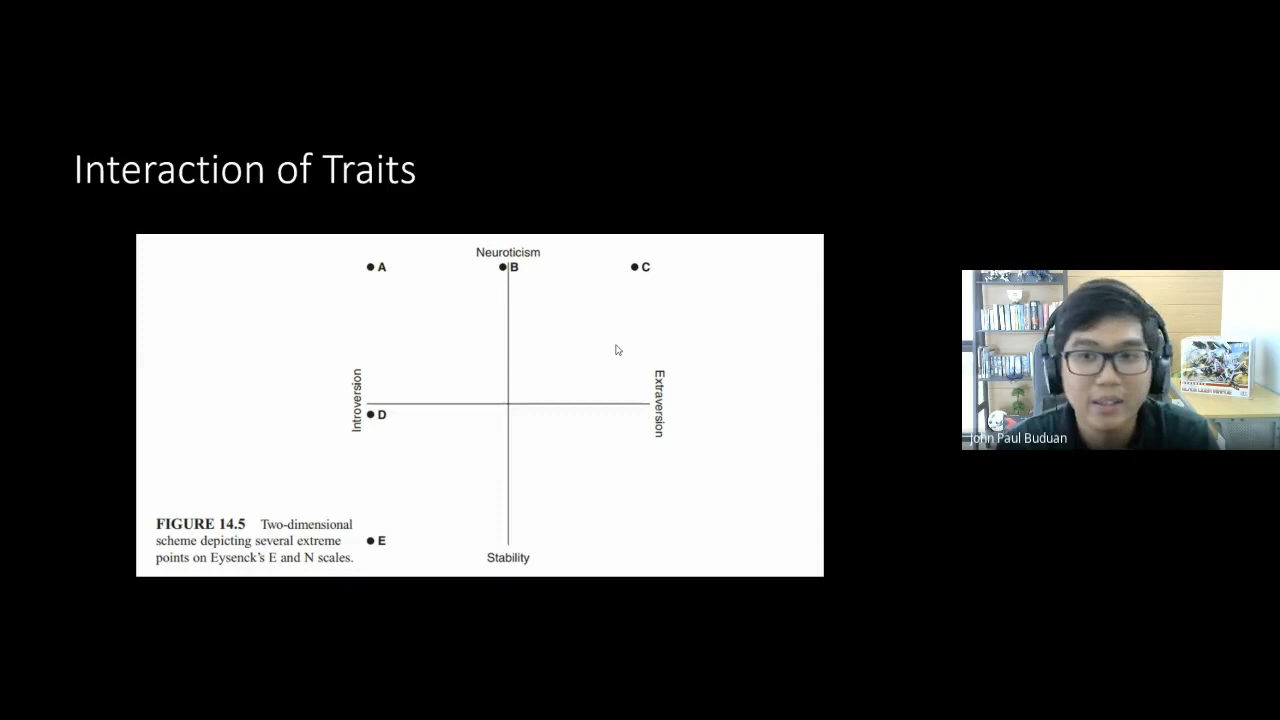 Interaction of Traits
Neuroticism
A
B
C
Introversion
Extraversion
D
FIGURE 14.5 Two-dimensional
scheme depicting several extreme
points on Eysenck's E and N scales.
E
Stability
John Paul Buduan